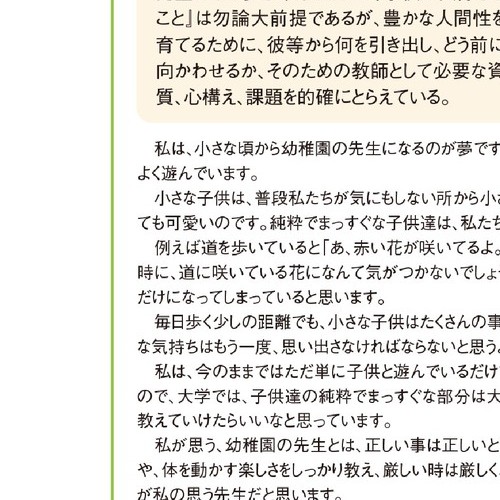 こと』は勿論大前提であるが、豊かな人間性を
育てるために、彼等から何を引き出し、どう前に
向かわせるか、そのための教師として必要な資
質、心構え、課題を的確にとらえている。
私は、小さな頃から幼稚園の先生になるのが夢です
よく遊んでいます。
小さな子供は、普段私たちが気にもしない所から小さ
ても可愛いのです。純粋でまっすぐな子供達は、私たち
例えば道を歩いていると「あ、赤い花が咲いてるよ。
時に、道に咲いている花になんて気がつかないでしょ
だけになってしまっていると思います。
毎日歩く少しの距離でも、小さな子供はたくさんの事
な気持ちはもう一度、思い出さなければならないと思う
私は、今のままではただ単に子供と遊んでいるだけ
ので、大学では、子供達の純粋でまっすぐな部分は大
教えていけたらいいなと思っています。
私が思う、幼稚園の先生とは、正しい事は正しいと
や、体を動かす楽しさをしっかり教え、厳しい時は厳しく
が私の思う先生だと思います。